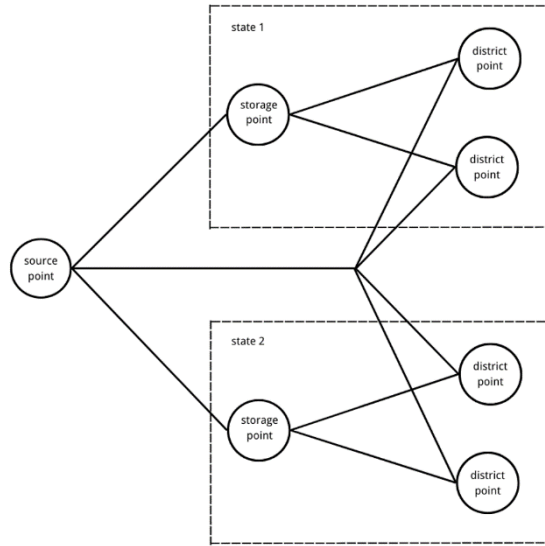 state 1
district
point
storage
point
district
point
source
point
state 2
district
point
storage
point
district
point